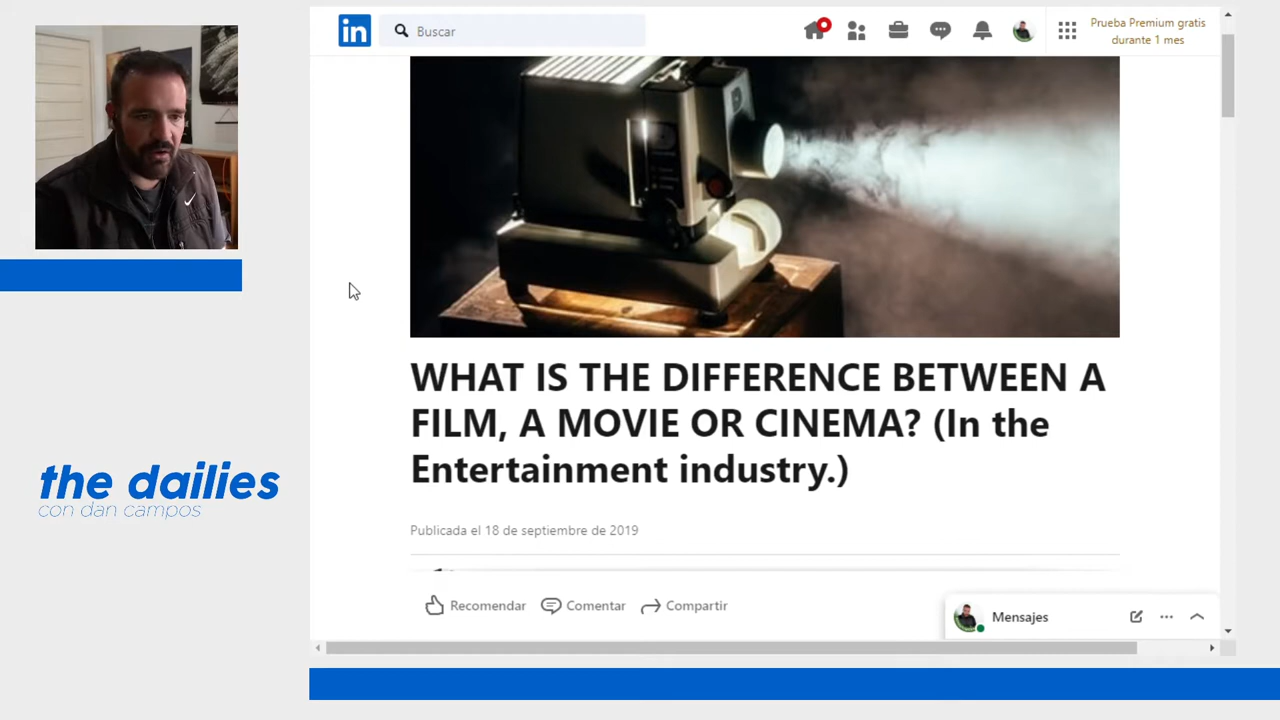 in
Buscar
Prueba Premium gratis
durante 1 mes
WHAT IS THE DIFFERENCE BETWEEN A
FILM, A MOVIE OR CINEMA? (In the
Entertainment industry.)
Publicada el 18 de septiembre de 2019
Recomendar
Comentar
Compartir
Mensajes
the dailies
con dan campos